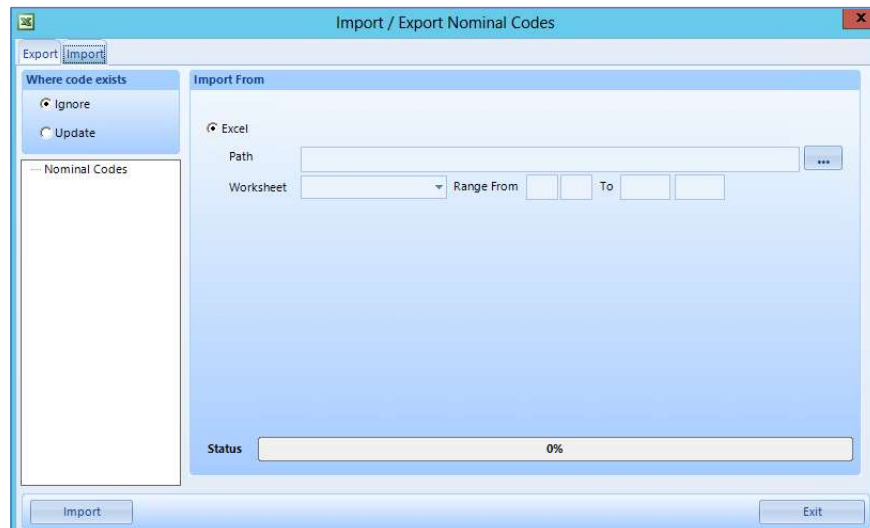 Import / Export Nominal Codes
x
Export Import
Where code exists
Ignore
Update
Nominal Codes
Import From
Excel
Path ...
Worksheet Range From To
Status 0%
Import Exit